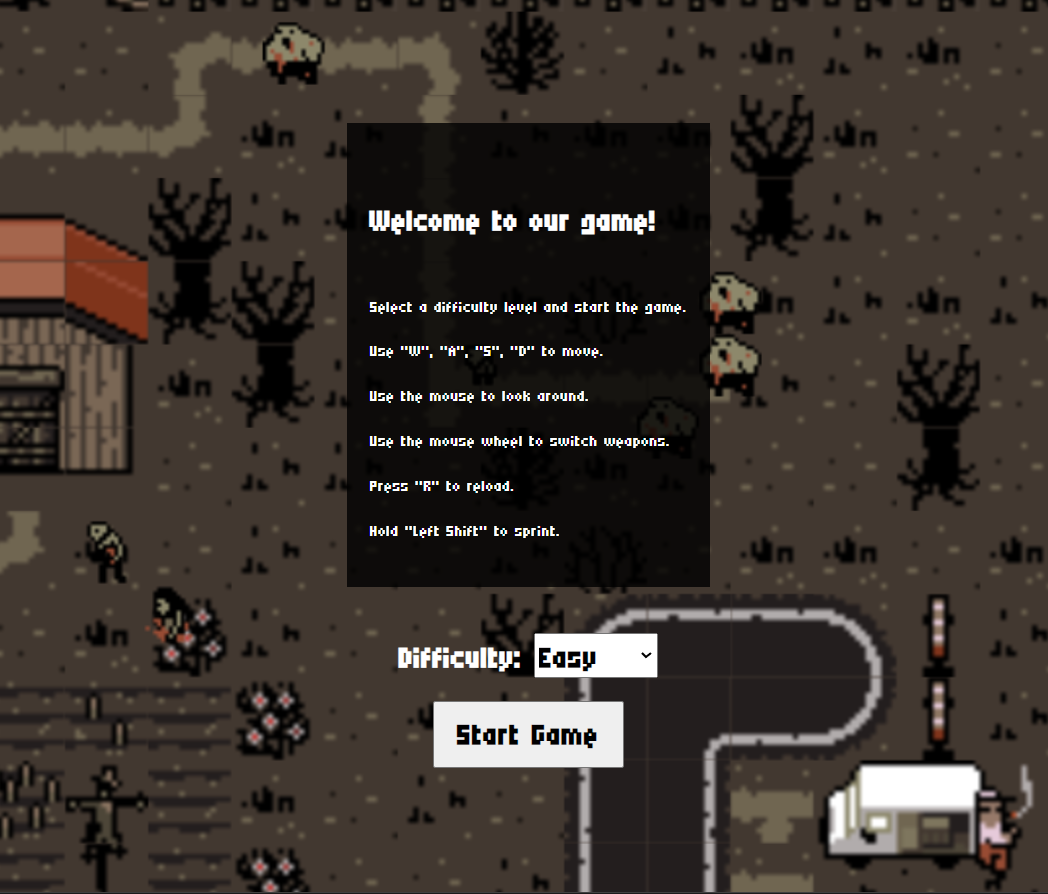 Welcome to our game!
Select a difficulty level and start the game.
Use "W", "A", "S", "D" to move.
Use the mouse to look around.
Use the mouse wheel to switch weapons.
Press "R" to reload.
Hold "Left Shift" to sprint.
Difficulty: Easy
Start Game